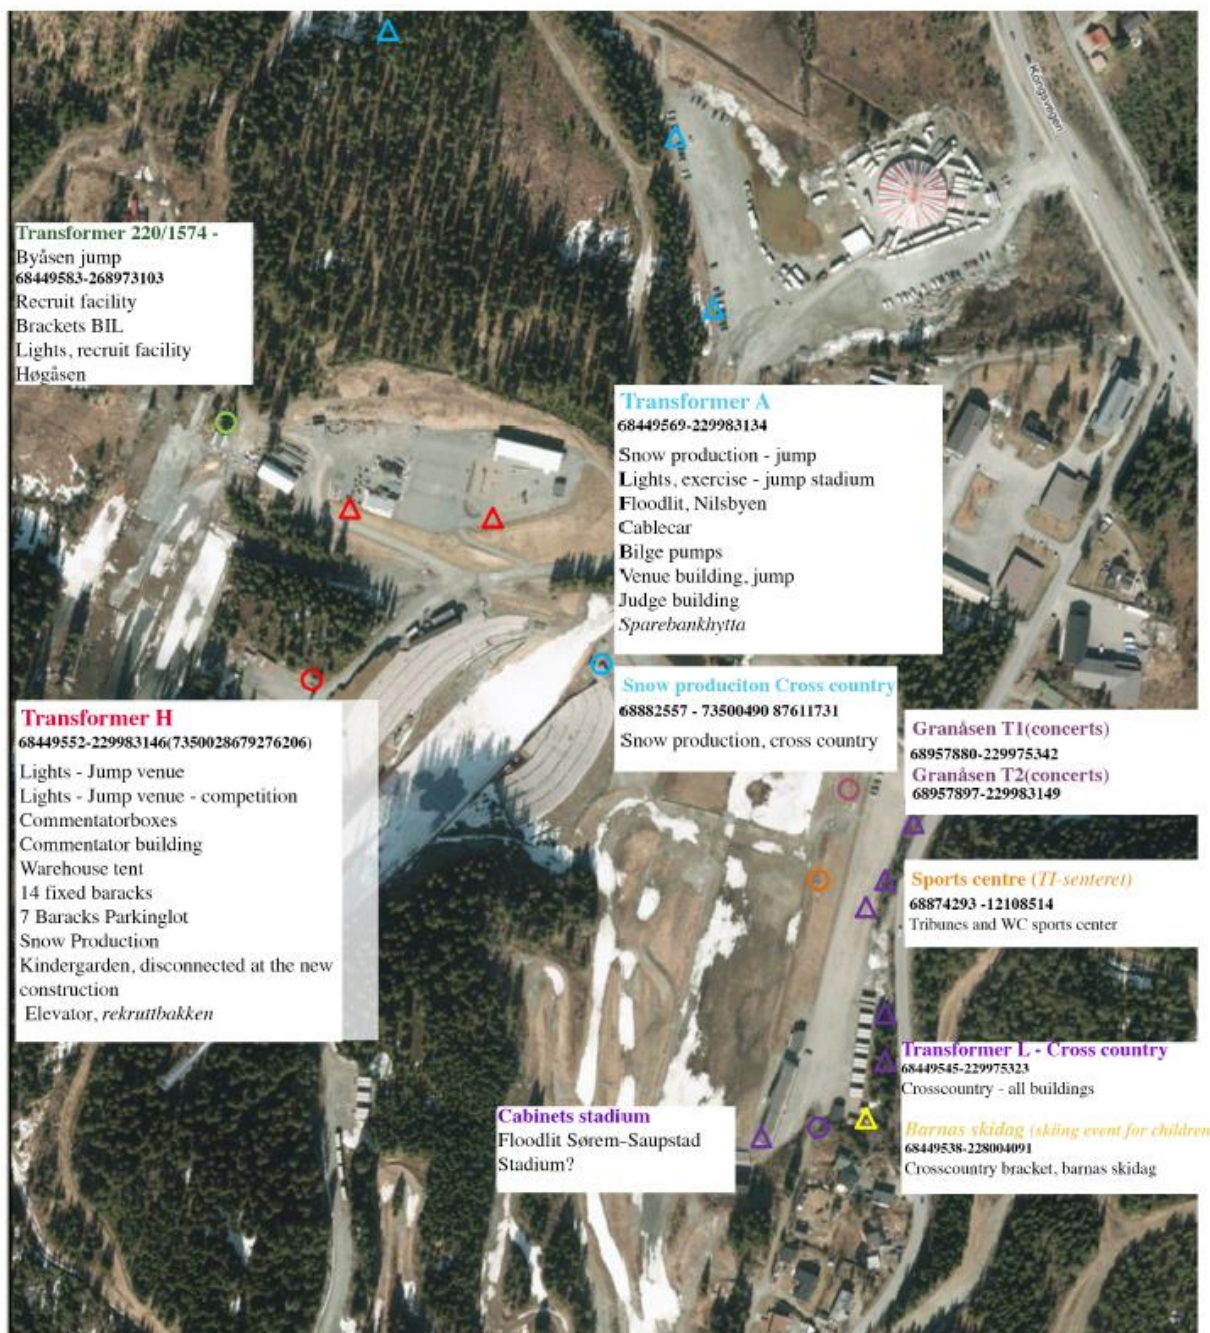 Kongsvegen
Transformer 220/1574 -
Byåsen jump
68449583-268973103
Recruit facility
Brackets BIL
Lights, recruit facility
Høgåsen
Transformer A
68449569-229983134
Snow production - jump
Lights, exercise - jump stadium
Floodlit, Nilsbyen
Cablecar
Bilge pumps
Venue building, jump
Judge building
Sparebankhytta
Snow produciton Cross country
68882557 - 73500490 87611731
Snow production, cross country
Transformer H
68449552-229983146(7350028679276206)
Lights - Jump venue
Lights - Jump venue - competition
Commentatorboxes
Commentator building
Warehouse tent
14 fixed baracks
7 Baracks Parkinglot
Snow Production
Kindergarden, disconnected at the new
construction
Elevator, rekruttbakken
Granåsen T1(concerts)
68957880-229975342
Granåsen T2(concerts)
68957897-229983149
Sports centre (TI-senteret)
68874293 -12108514
Tribunes and WC sports center
Transformer L - Cross country
68449545-229975323
Crosscountry - all buildings
Barnas skidag (skiing event for children
68449538-228004091
Crosscountry bracket, barnas skidag
Cabinets stadium
Floodlit Sørem-Saupstad
Stadium?